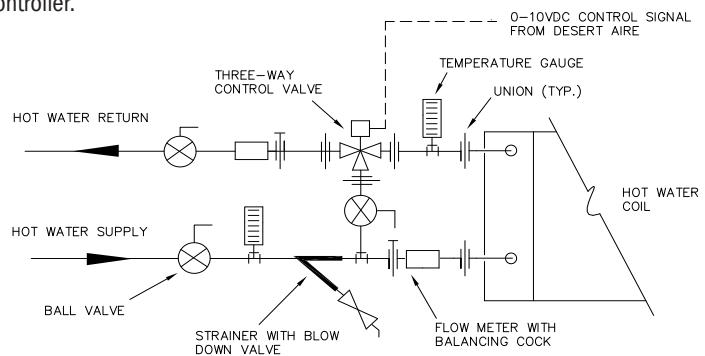 controller.
0–10VDC CONTROL SIGNAL
FROM DESERT AIRE
TEMPERATURE GAUGE
THREE–WAY
CONTROL VALVE
UNION (TYP.)
HOT WATER RETURN
HOT WATER
COIL
HOT WATER SUPPLY
BALL VALVE
STRAINER WITH BLOW
DOWN VALVE
FLOW METER WITH
BALANCING COCK